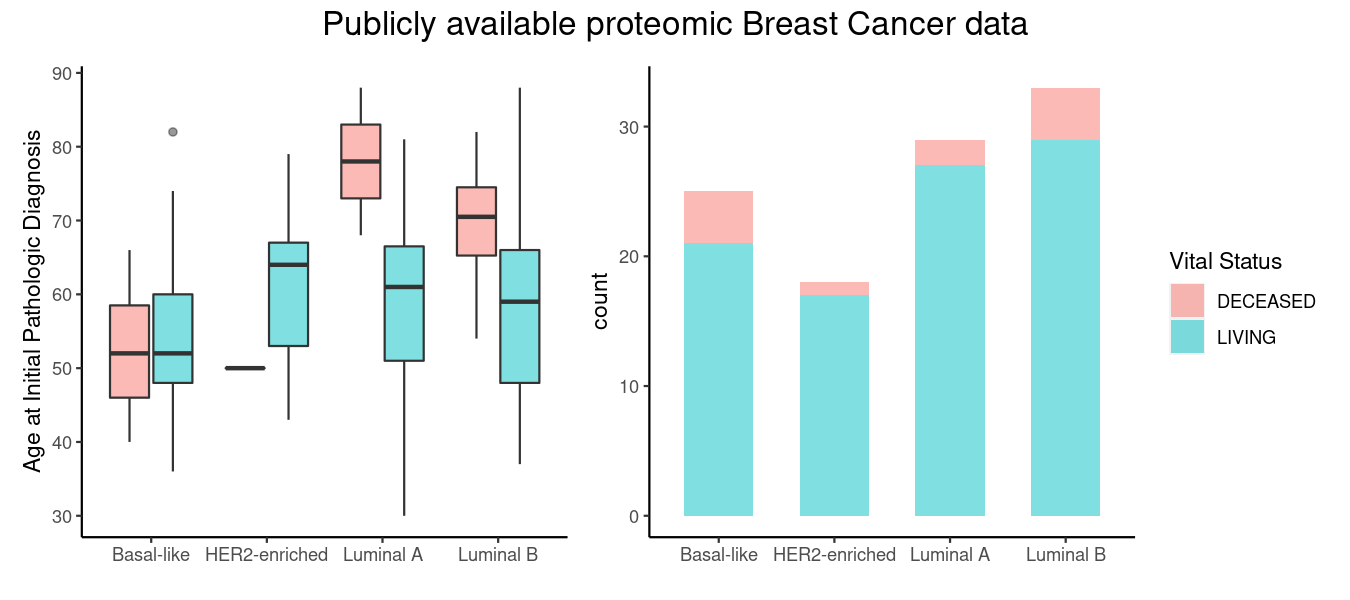 Publicly available proteomic Breast Cancer data
Age at Initial Pathologic Diagnosis
90
80
70
60
50
40
30
Basal-like HER2-enriched Luminal A Luminal B
count
30
20
10
0
Basal-like HER2-enriched Luminal A Luminal B
Vital Status
DECEASED
LIVING